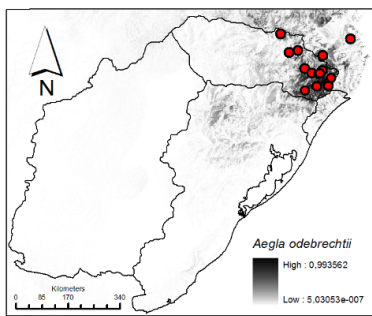 N
Aegla odebrechtii
High : 0,993562
Low : 5,03053e-007
Kilometers
0 85 170 340